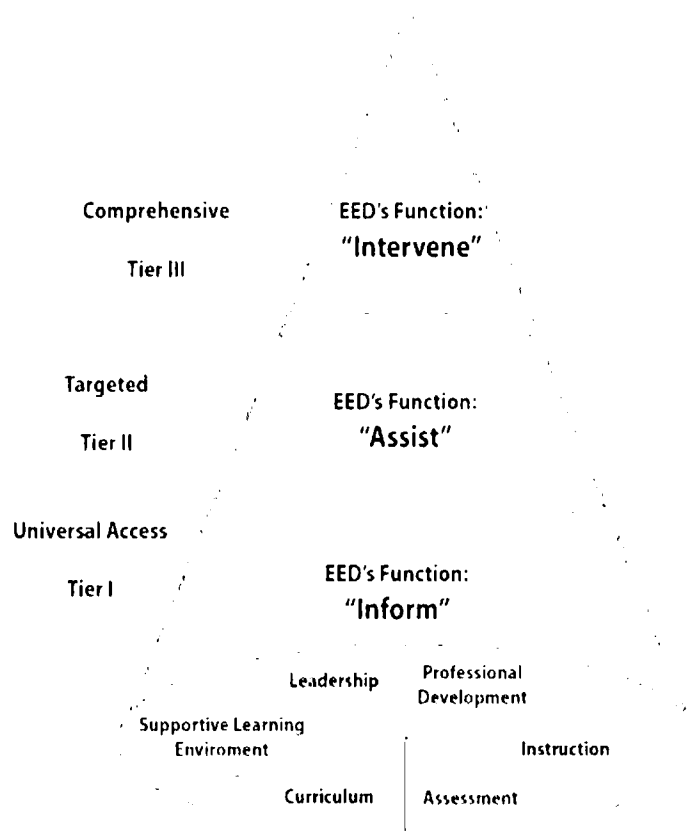 Comprehensive
EED's Function:
"Intervene"
Tier III
Targeted
EED's Function:
"Assist"
Tier II
Universal Access
EED's Function:
"Inform"
Tier I
Leadership
Professional
Development
Supportive Learning
Enviroment
Instruction
Curriculum
Assessment